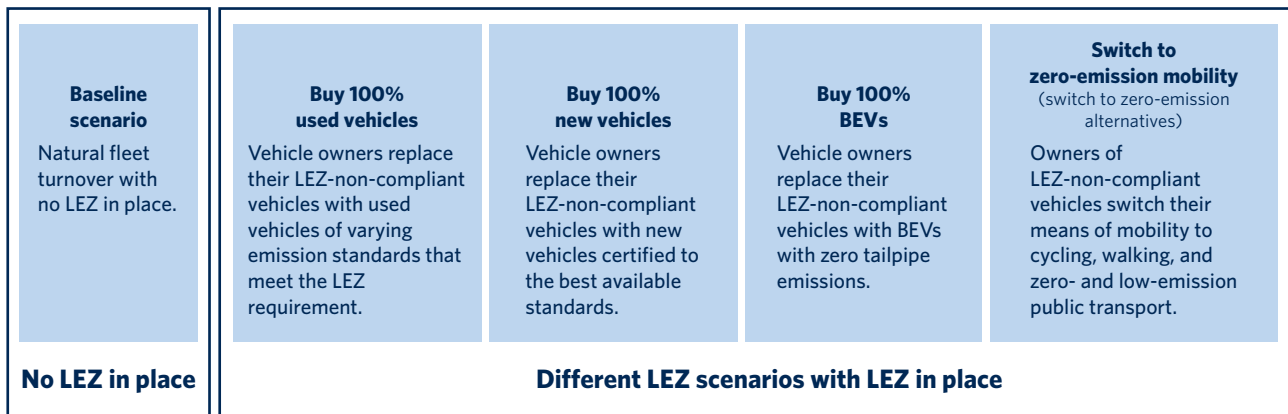 Baseline
scenario
Natural fleet
turnover with
no LEZ in place.
No LEZ in place
Buy 100%
used vehicles
Vehicle owners replace
their LEZ-non-compliant
vehicles with used
vehicles of varying
emission standards that
meet the LEZ
requirement.
Buy 100%
new vehicles
Vehicle owners
replace their
LEZ-non-compliant
vehicles with new
vehicles certified to
the best available
standards.
Buy 100%
BEVs
Vehicle owners
replace their
LEZ-non-compliant
vehicles with BEVs
with zero tailpipe
emissions.
Switch to
zero-emission mobility
(switch to zero-emission
alternatives)
Owners of
LEZ-non-compliant
vehicles switch their
means of mobility to
cycling, walking, and
zero- and low-emission
public transport.
Different LEZ scenarios with LEZ in place